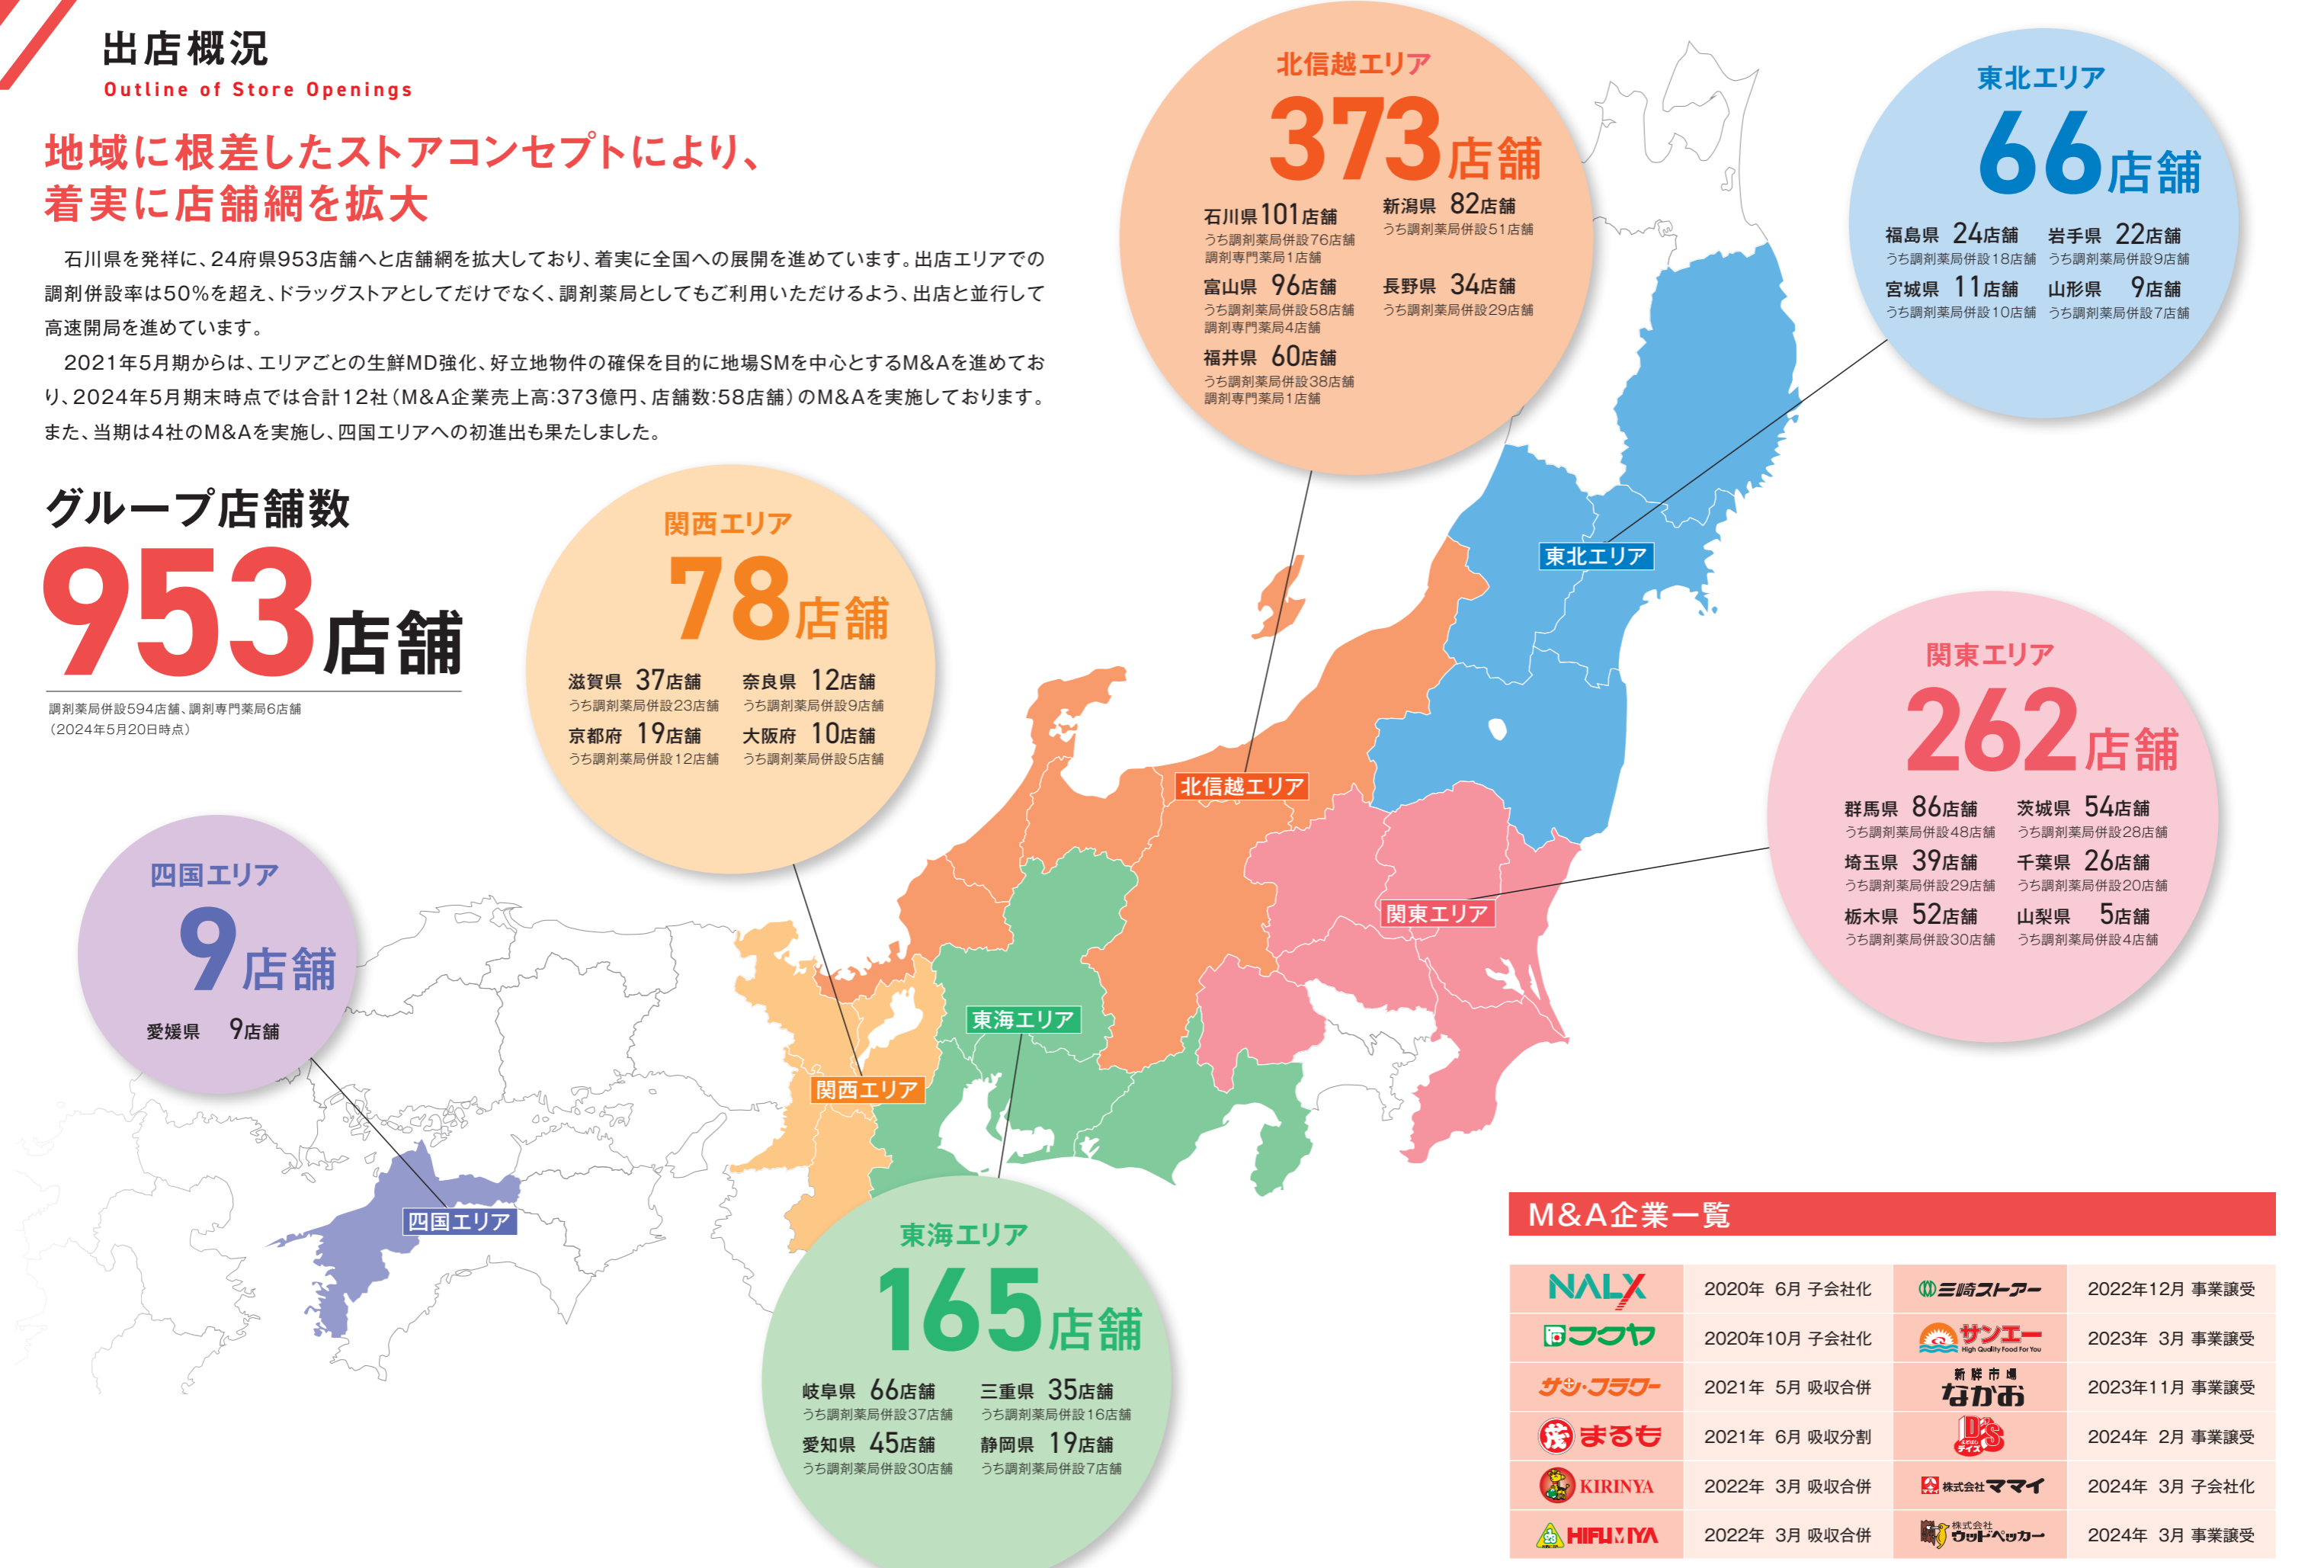 出店概況
Outline of Store Openings
地域に根差したストアコンセプトにより、
着実に店舗網を拡大
石川県を発祥に、24府県953店舗へと店舗網を拡大しており、着実に全国への展開を進めています。出店エリアでの
調剤併設率は50%を超え、ドラッグストアとしてだけでなく、調剤薬局としてもご利用いただけるよう、出店と並行して
高速開局を進めています。
2021年5月期からは、エリアごとの生鮮MD強化、好立地物件の確保を目的に地場SMを中心とするM&Aを進めてお
り、2024年5月期末時点では合計12社（M&A企業売上高:373億円、店舗数:58店舗）のM&Aを実施しております。
また、当期は4社のM&Aを実施し、四国エリアへの初進出も果たしました。
グループ店舗数
953店舗
調剤薬局併設594店舗、調剤専門薬局6店舗
（2024年5月20日時点）
北信越エリア
373店舗
石川県101店舗 新潟県 82店舗
うち調剤薬局併設76店舗 うち調剤薬局併設51店舗
調剤専門薬局1店舗
富山県 96店舗 長野県 34店舗
うち調剤薬局併設58店舗 うち調剤薬局併設29店舗
調剤専門薬局4店舗
福井県 60店舗
うち調剤薬局併設38店舗
調剤専門薬局1店舗
東北エリア
66店舗
福島県 24店舗 岩手県 22店舗
うち調剤薬局併設18店舗 うち調剤薬局併設9店舗
宮城県 11店舗 山形県 9店舗
うち調剤薬局併設10店舗 うち調剤薬局併設7店舗
関西エリア
78店舗
滋賀県 37店舗 奈良県 12店舗
うち調剤薬局併設23店舗 うち調剤薬局併設9店舗
京都府 19店舗 大阪府 10店舗
うち調剤薬局併設12店舗 うち調剤薬局併設5店舗
関東エリア
262店舗
群馬県 86店舗 茨城県 54店舗
うち調剤薬局併設48店舗 うち調剤薬局併設28店舗
埼玉県 39店舗 千葉県 26店舗
うち調剤薬局併設29店舗 うち調剤薬局併設20店舗
栃木県 52店舗 山梨県 5店舗
うち調剤薬局併設30店舗 うち調剤薬局併設4店舗
四国エリア
9店舗
愛媛県 9店舗
東北エリア
北信越エリア
関東エリア
東海エリア
関西エリア
四国エリア
東海エリア
165店舗
岐阜県 66店舗 三重県 35店舗
うち調剤薬局併設37店舗 うち調剤薬局併設16店舗
愛知県 45店舗 静岡県 19店舗
うち調剤薬局併設30店舗 うち調剤薬局併設7店舗
M&A企業一覧
NALX 2020年 6月 子会社化 三崎ストアー 2022年12月 事業譲受
フクヤ 2020年10月 子会社化 サンエー High Quality Food For You 2023年 3月 事業譲受
サン・フラワー 2021年 5月 吸収合併 新鮮市場 なかお 2023年11月 事業譲受
まるも 2021年 6月 吸収分割 D'S デイズ 2024年 2月 事業譲受
KIRINYA 2022年 3月 吸収合併 株式会社ママイ 2024年 3月 子会社化
HIFUMIYA 2022年 3月 吸収合併 株式会社 ウッドペッカー 2024年 3月 事業譲受